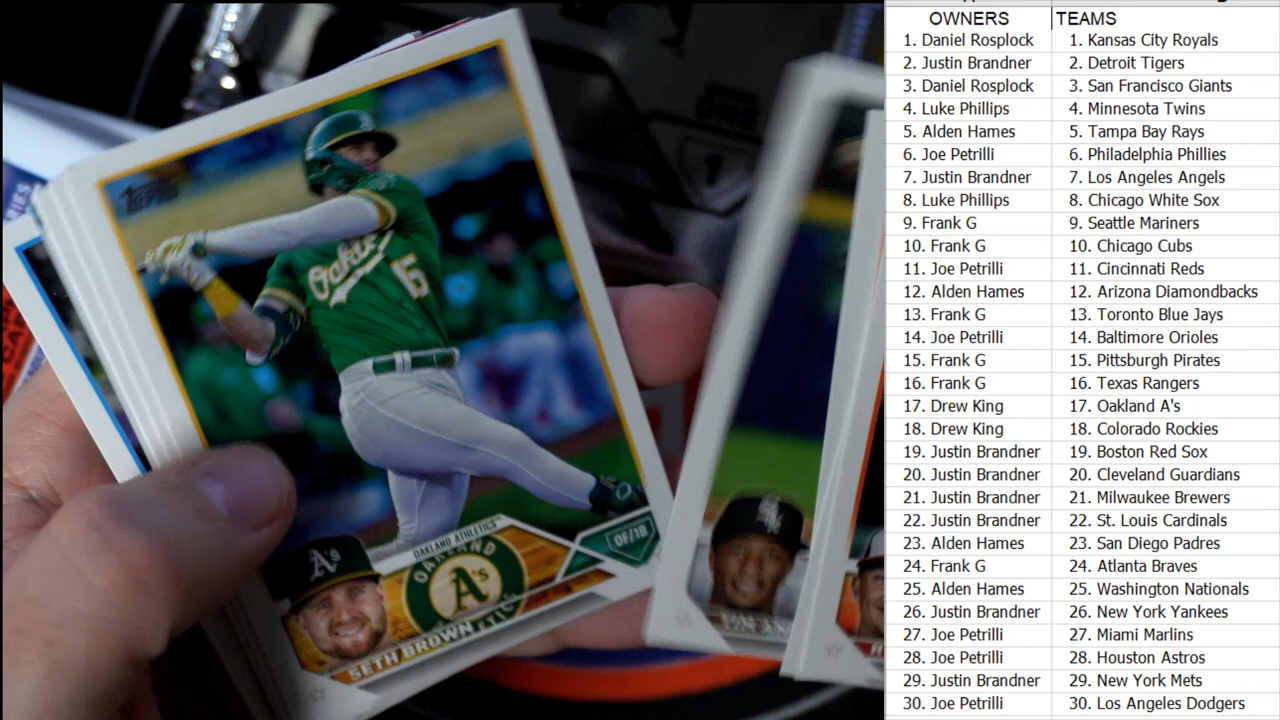 OWNERS TEAMS
1. Daniel Rosplock 1. Kansas City Royals
2. Justin Brandner 2. Detroit Tigers
3. Daniel Rosplock 3. San Francisco Giants
4. Luke Phillips 4. Minnesota Twins
5. Alden Hames 5. Tampa Bay Rays
6. Joe Petrilli 6. Philadelphia Phillies
7. Justin Brandner 7. Los Angeles Angels
8. Luke Phillips 8. Chicago White Sox
9. Frank G 9. Seattle Mariners
10. Frank G 10. Chicago Cubs
11. Joe Petrilli 11. Cincinnati Reds
12. Alden Hames 12. Arizona Diamondbacks
13. Frank G 13. Toronto Blue Jays
14. Joe Petrilli 14. Baltimore Orioles
15. Frank G 15. Pittsburgh Pirates
16. Frank G 16. Texas Rangers
17. Drew King 17. Oakland A's
18. Drew King 18. Colorado Rockies
19. Justin Brandner 19. Boston Red Sox
20. Justin Brandner 20. Cleveland Guardians
21. Justin Brandner 21. Milwaukee Brewers
22. Justin Brandner 22. St. Louis Cardinals
23. Alden Hames 23. San Diego Padres
24. Frank G 24. Atlanta Braves
25. Alden Hames 25. Washington Nationals
26. Justin Brandner 26. New York Yankees
27. Joe Petrilli 27. Miami Marlins
28. Joe Petrilli 28. Houston Astros
29. Justin Brandner 29. New York Mets
30. Joe Petrilli 30. Los Angeles Dodgers
Topps
Oakland
15
OAKLAND ATHLETICS™
OF/1B
OAKLAND
A's
SETH BROWN